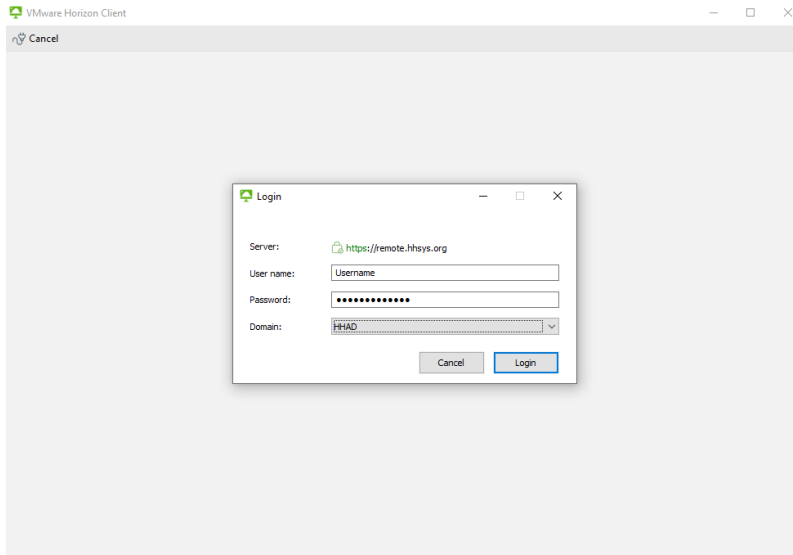 VMware Horizon Client
Cancel
Login
Server: https://remote.hhsys.org
User name: Username
Password: •••••••••••••
Domain: HHAD
Cancel Login